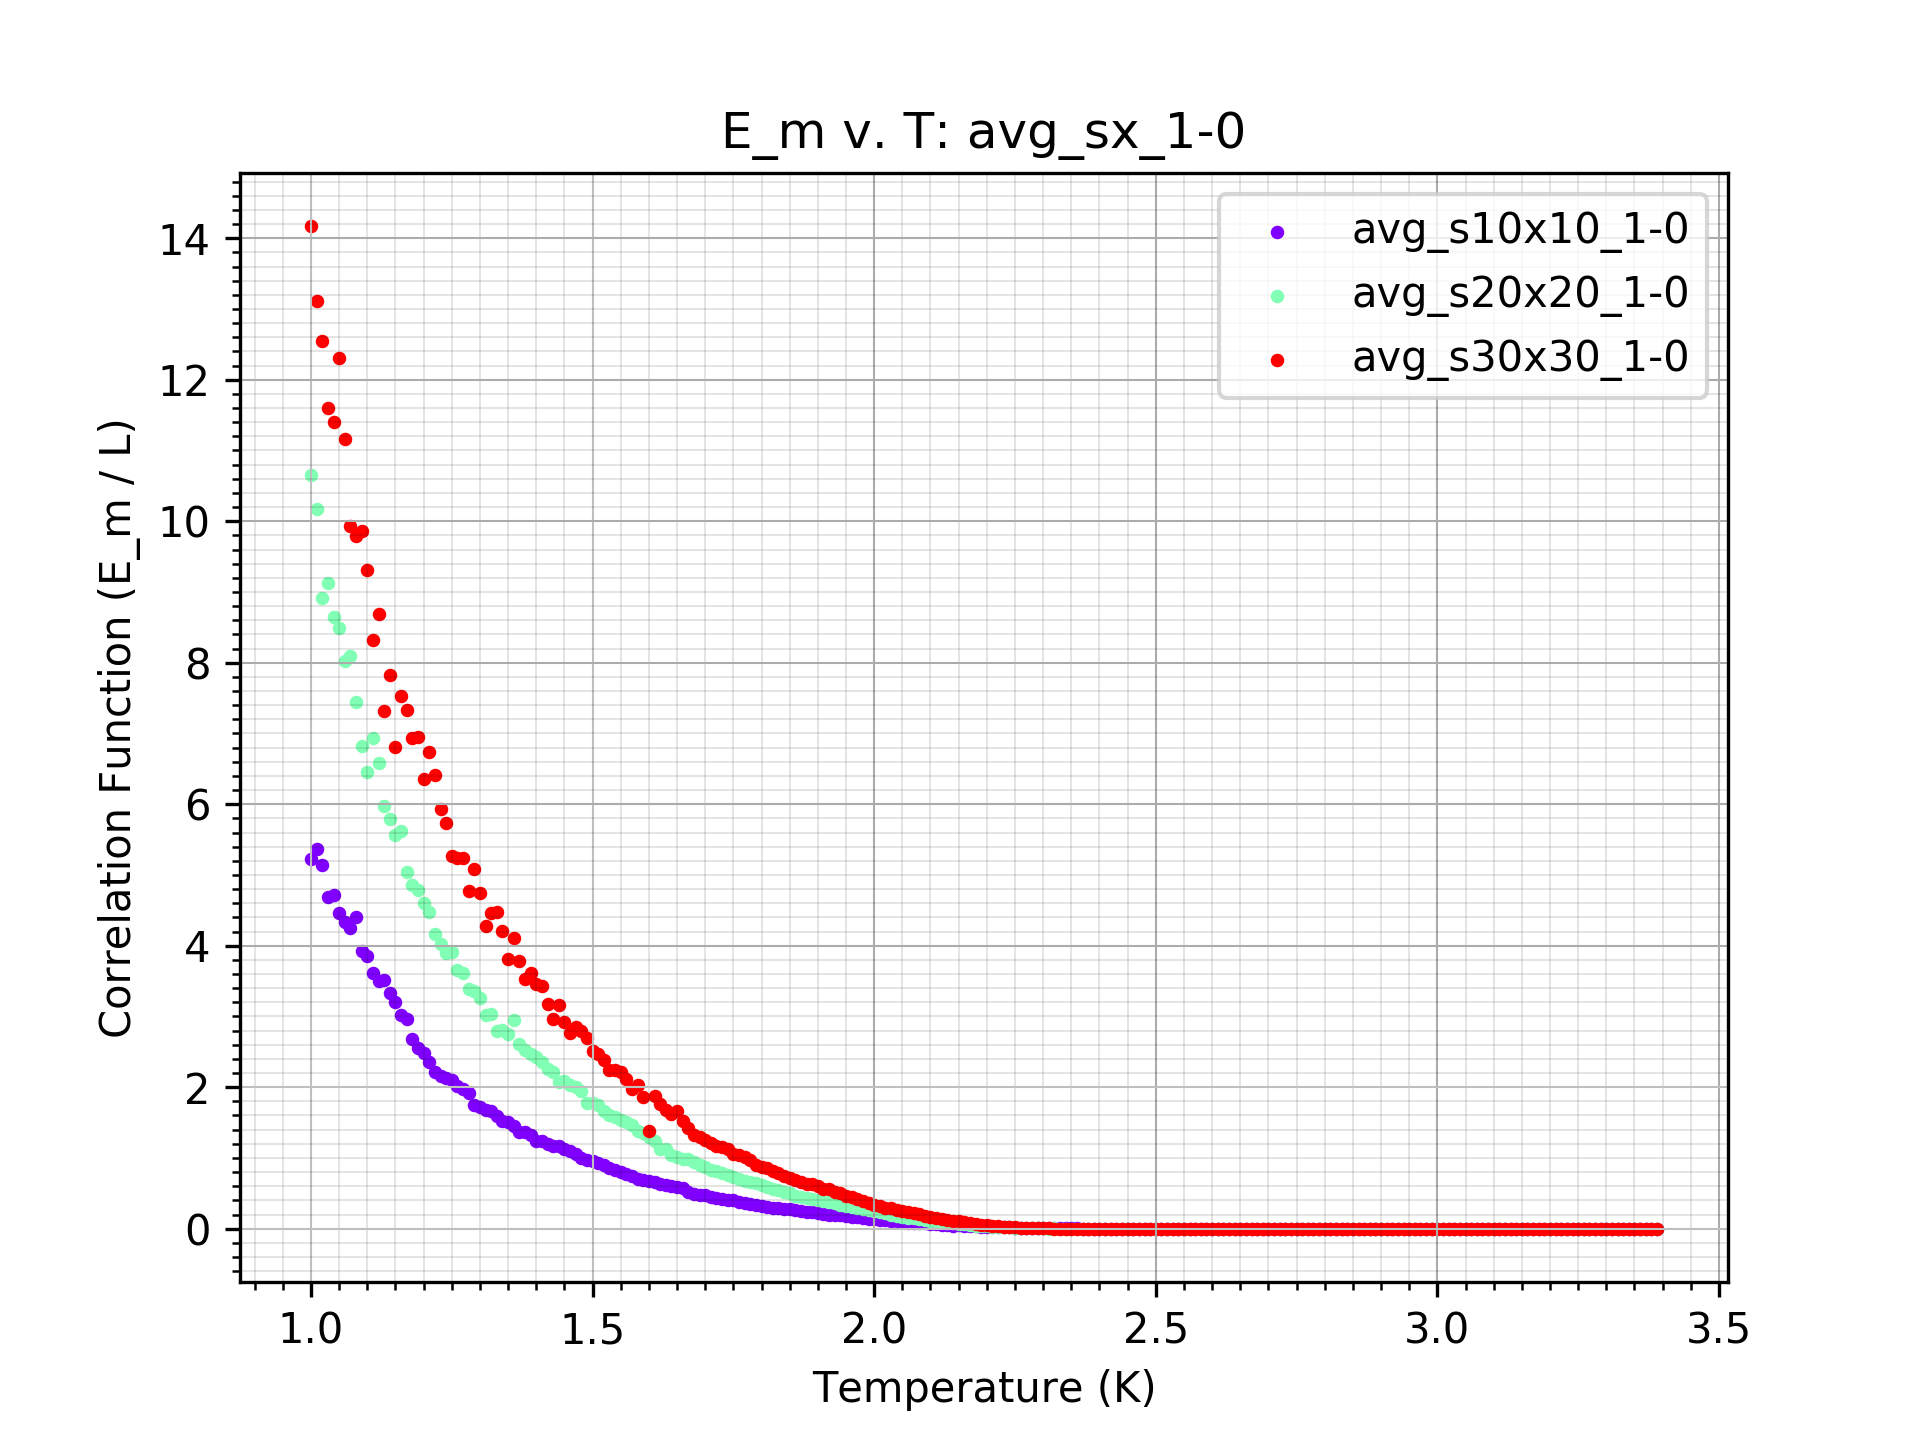 E_m v. T: avg_sx_1-0
avg_s10x10_1-0
avg_s20x20_1-0
avg_s30x30_1-0
Correlation Function (E_m / L)
14
12
10
8
6
4
2
0
1.0 1.5 2.0 2.5 3.0 3.5
Temperature (K)